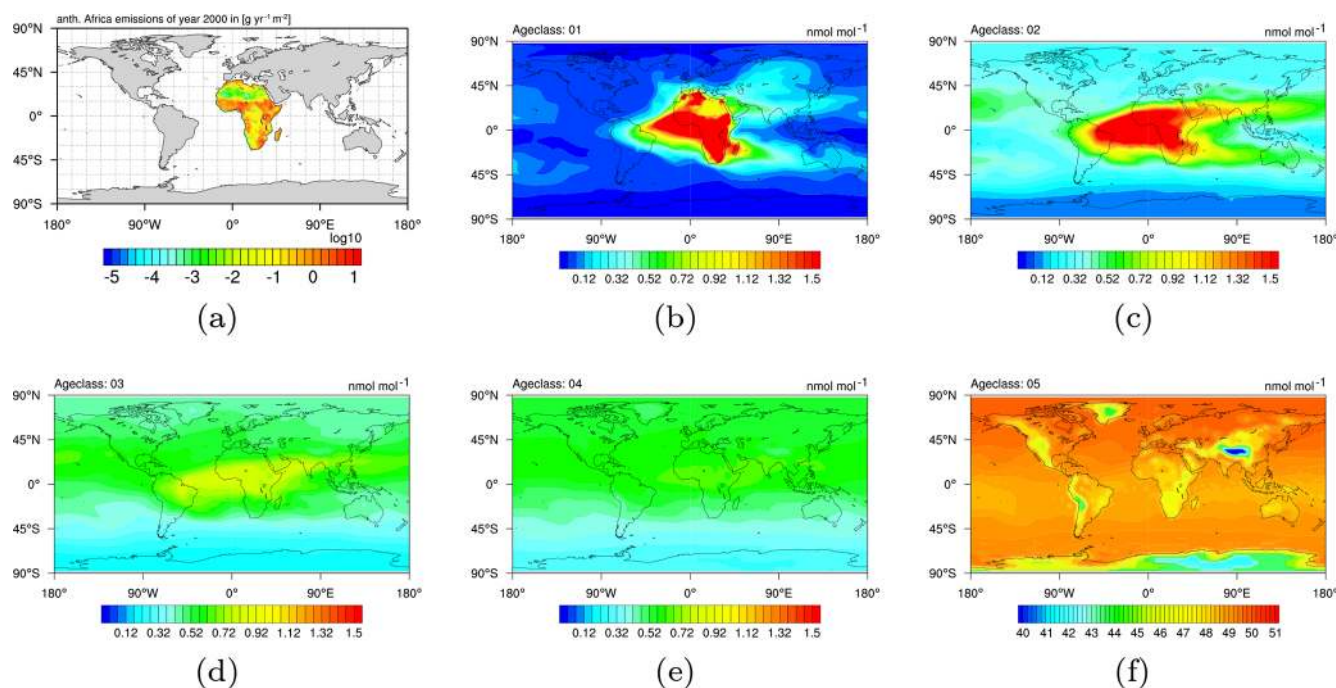 anth. Africa emissions of year 2000 in [g yr⁻¹ m⁻²]
90°N
45°N
0°
45°S
90°S
180° 90°W 0° 90°E 180°
log10
-5 -4 -3 -2 -1 0 1
(a)
Ageclass: 01 nmol mol⁻¹
90°N
45°N
0°
45°S
90°S
180° 90°W 0° 90°E 180°
0.12 0.32 0.52 0.72 0.92 1.12 1.32 1.5
(b)
Ageclass: 02 nmol mol⁻¹
90°N
45°N
0°
45°S
90°S
180° 90°W 0° 90°E 180°
0.12 0.32 0.52 0.72 0.92 1.12 1.32 1.5
(c)
Ageclass: 03 nmol mol⁻¹
90°N
45°N
0°
45°S
90°S
180° 90°W 0° 90°E 180°
0.12 0.32 0.52 0.72 0.92 1.12 1.32 1.5
(d)
Ageclass: 04 nmol mol⁻¹
90°N
45°N
0°
45°S
90°S
180° 90°W 0° 90°E 180°
0.12 0.32 0.52 0.72 0.92 1.12 1.32 1.5
(e)
Ageclass: 05 nmol mol⁻¹
90°N
45°N
0°
45°S
90°S
180° 90°W 0° 90°E 180°
40 41 42 43 44 45 46 47 48 49 50 51
(f)